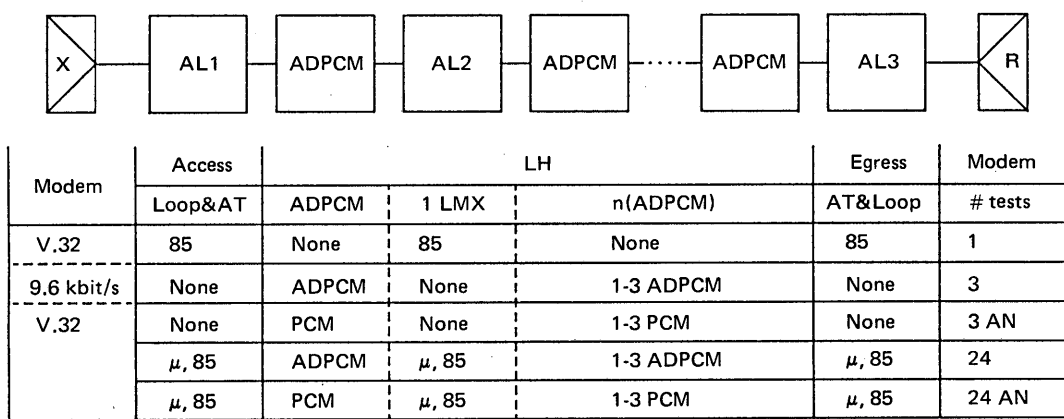 X AL1 ADPCM AL2 ADPCM ADPCM AL3 R
Modem Access LH Egress Modem
Loop&AT ADPCM 1 LMX n(ADPCM) AT&Loop # tests
V.32 85 None 85 None 85 1
9.6 kbit/s None ADPCM None 1-3 ADPCM None 3
V.32 None PCM None 1-3 PCM None 3 AN
μ, 85 ADPCM μ, 85 1-3 ADPCM μ, 85 24
μ, 85 PCM μ, 85 1-3 PCM μ, 85 24 AN